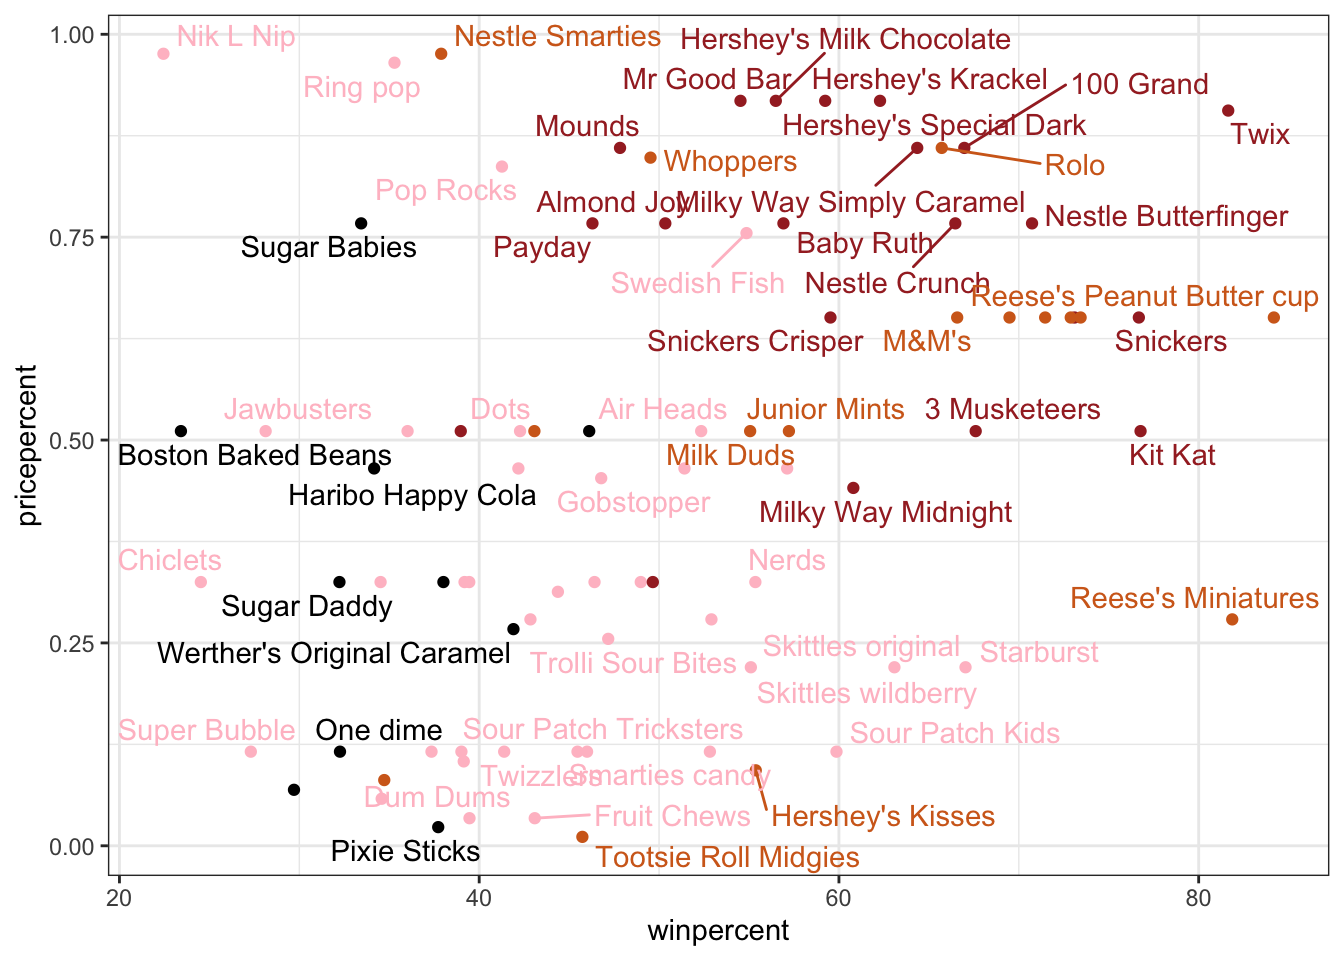 1.00
Nik L Nip
Nestle Smarties
Hershey's Milk Chocolate
Ring pop
Mr Good Bar
Hershey's Krackel
100 Grand
Mounds
Hershey's Special Dark
Twix
Whoppers
Rolo
Pop Rocks
Almond Joy
Milky Way Simply Caramel
Nestle Butterfinger
0.75
Sugar Babies
Payday
Baby Ruth
Swedish Fish
Nestle Crunch
Reese's Peanut Butter cup
Snickers Crisper
M&M's
Snickers
Jawbusters
Dots
Air Heads
Junior Mints
3 Musketeers
0.50
Boston Baked Beans
Milk Duds
Kit Kat
Haribo Happy Cola
Gobstopper
Milky Way Midnight
pricepercent
Chiclets
Nerds
Sugar Daddy
Reese's Miniatures
0.25
Werther's Original Caramel
Trolli Sour Bites
Skittles original
Starburst
Skittles wildberry
Super Bubble
One dime
Sour Patch Tricksters
Sour Patch Kids
Twizzlers
Smarties candy
Dum Dums
Fruit Chews
Hershey's Kisses
0.00
Pixie Sticks
Tootsie Roll Midgies
20
40
60
80
winpercent